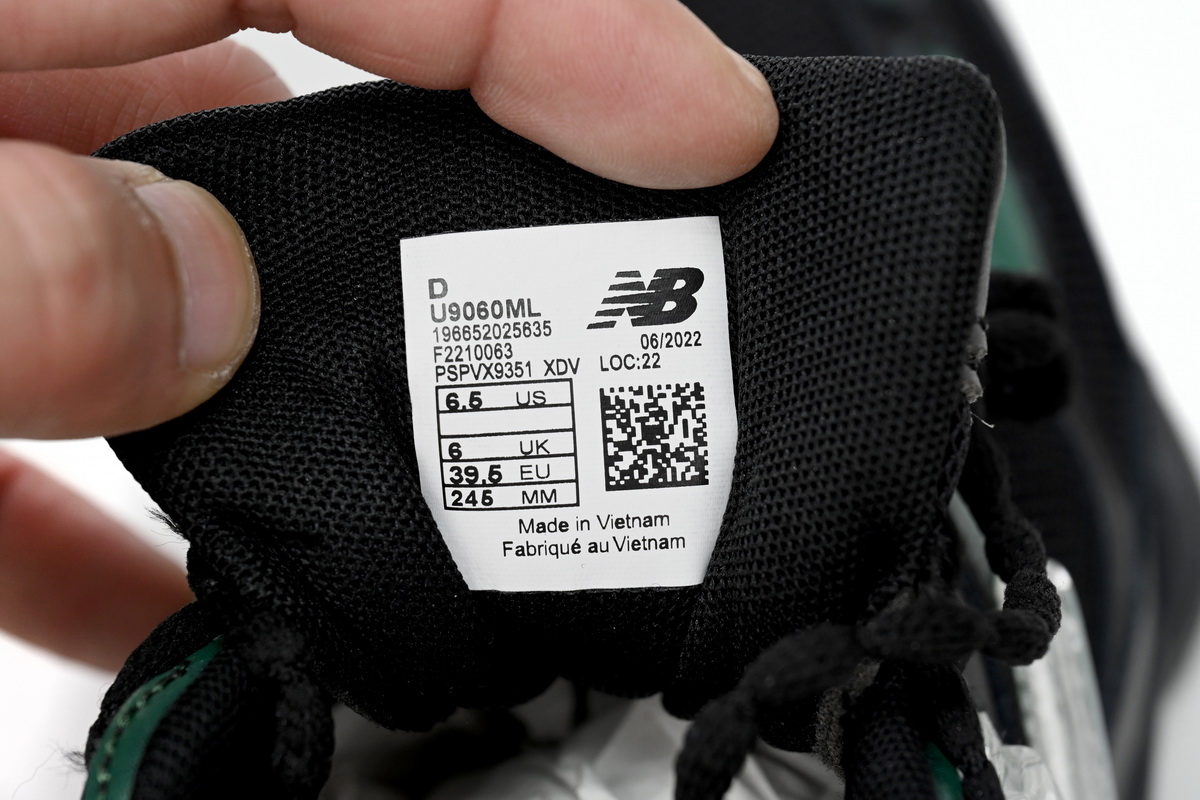 D
U9060ML
NB
196652025635
06/2022
F2210063
PSPVX9351 XDV LOC:22
6.5 US
6 UK
39.5 EU
245 MM
Made in Vietnam
Fabriqué au Vietnam